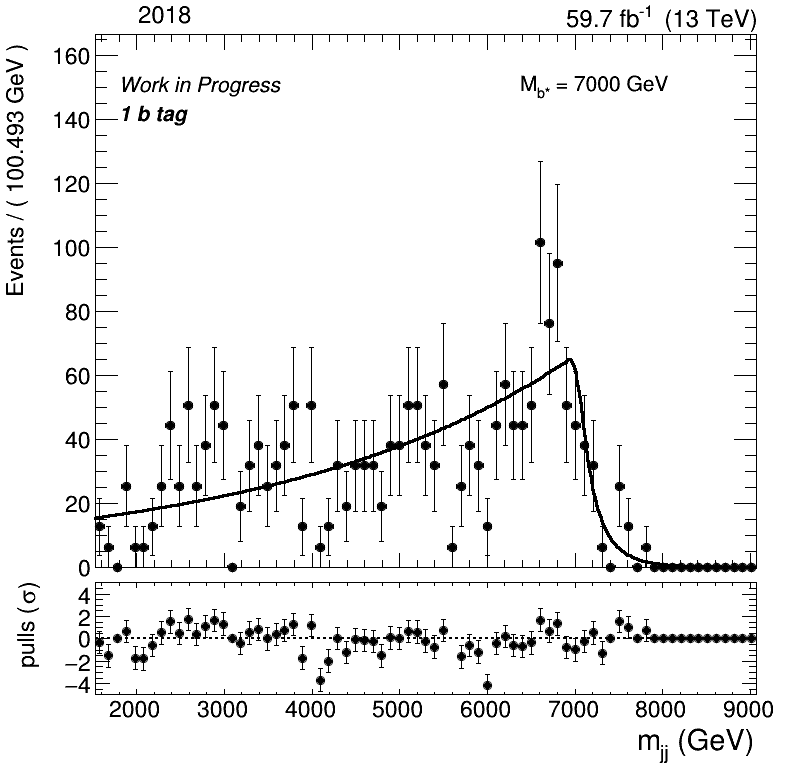 2018 59.7 fb⁻¹ (13 TeV)
Events / ( 100.493 GeV )
160
140
120
100
80
60
40
20
0
Work in Progress
1 b tag
M_b* = 7000 GeV
pulls (σ)
4
2
0
−2
−4
2000 3000 4000 5000 6000 7000 8000 9000
m_jj (GeV)